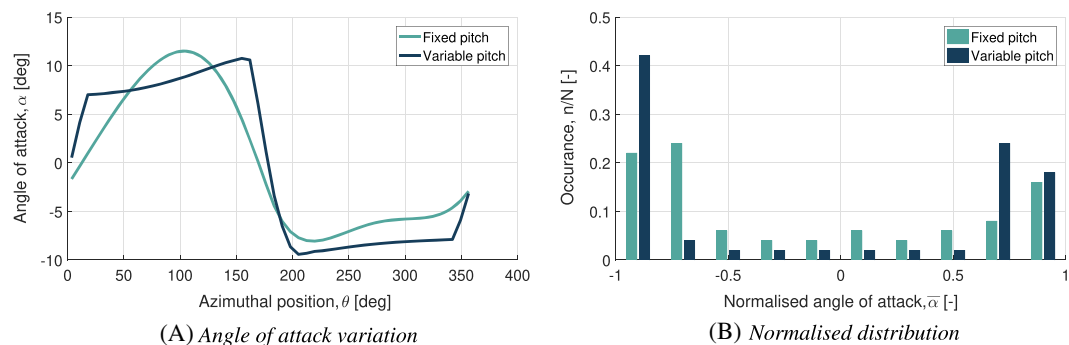 15
10
5
0
-5
-10
0
50
100
150
200
250
300
350
400
Angle of attack, α [deg]
Azimuthal position, θ [deg]
Fixed pitch
Variable pitch
(A) Angle of attack variation
0.5
0.4
0.3
0.2
0.1
0
-1
-0.5
0
0.5
1
Occurance, n/N [-]
Normalised angle of attack, α̅ [-]
Fixed pitch
Variable pitch
(B) Normalised distribution